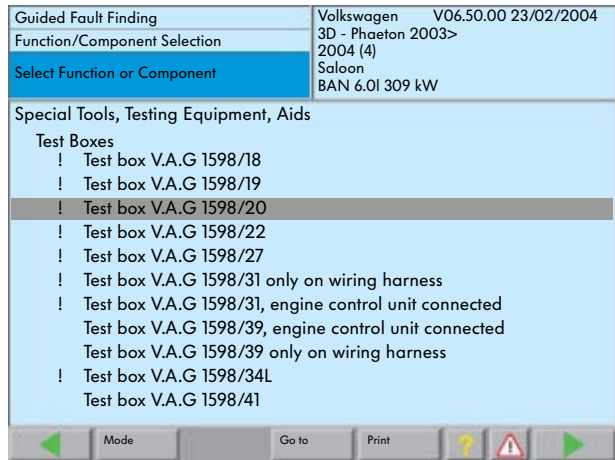 Guided Fault Finding
Function/Component Selection
Select Function or Component
Volkswagen V06.50.00 23/02/2004
3D - Phaeton 2003>
2004 (4)
Saloon
BAN 6.0l 309 kW
Special Tools, Testing Equipment, Aids
Test Boxes
! Test box V.A.G 1598/18
! Test box V.A.G 1598/19
! Test box V.A.G 1598/20
! Test box V.A.G 1598/22
! Test box V.A.G 1598/27
! Test box V.A.G 1598/31 only on wiring harness
! Test box V.A.G 1598/31, engine control unit connected
Test box V.A.G 1598/39, engine control unit connected
Test box V.A.G 1598/39 only on wiring harness
! Test box V.A.G 1598/34L
Test box V.A.G 1598/41
Mode Go to Print ? !